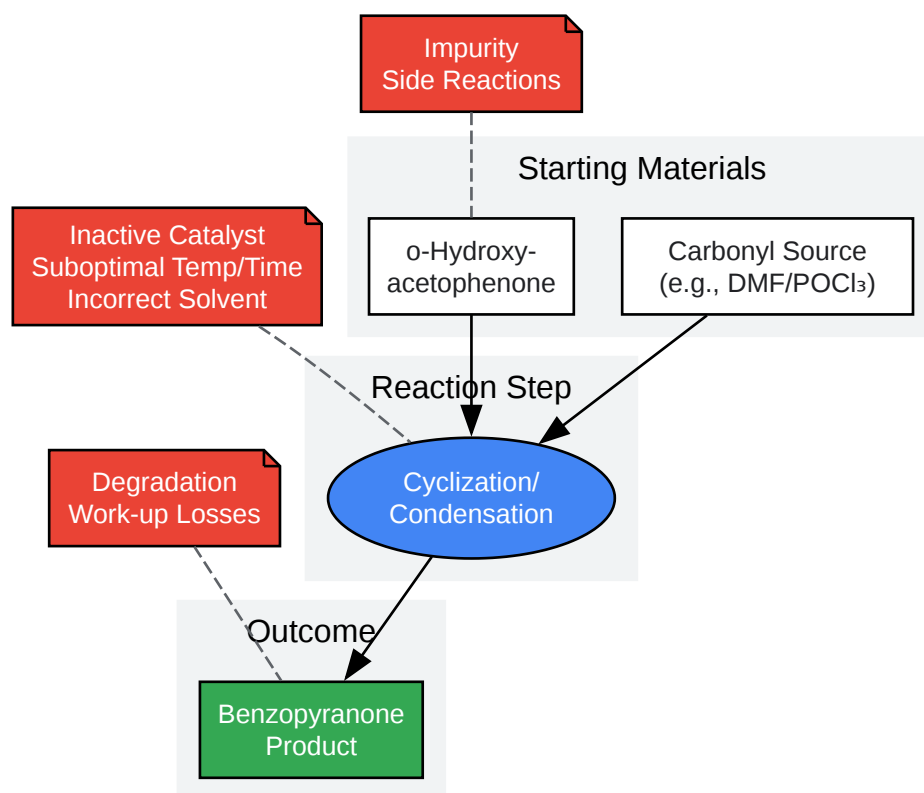 Impurity
Side Reactions
Starting Materials
Inactive Catalyst
Suboptimal Temp/Time
Incorrect Solvent
o-Hydroxy-
acetophenone
Carbonyl Source
(e.g., DMF/POCl₃)
Reaction Step
Degradation
Work-up Losses
Cyclization/
Condensation
Outcome
Benzopyranone
Product